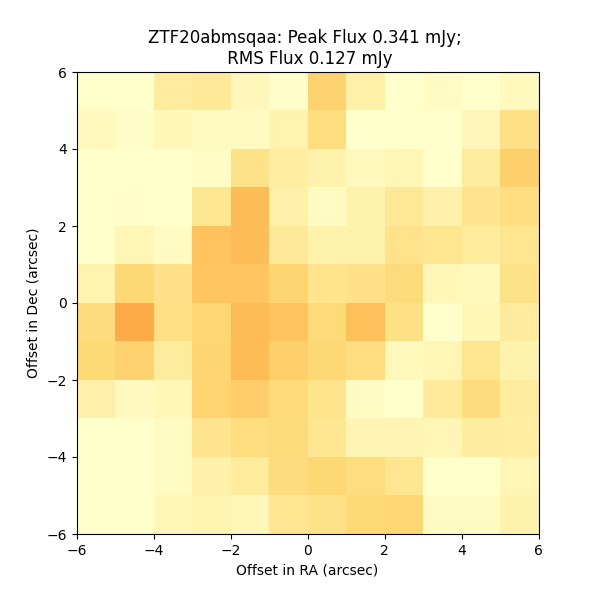 ZTF20abmsqaa: Peak Flux 0.341 mJy;
RMS Flux 0.127 mJy
6
4
2
0
−2
−4
−6
Offset in Dec (arcsec)
−6 −4 −2 0 2 4 6
Offset in RA (arcsec)